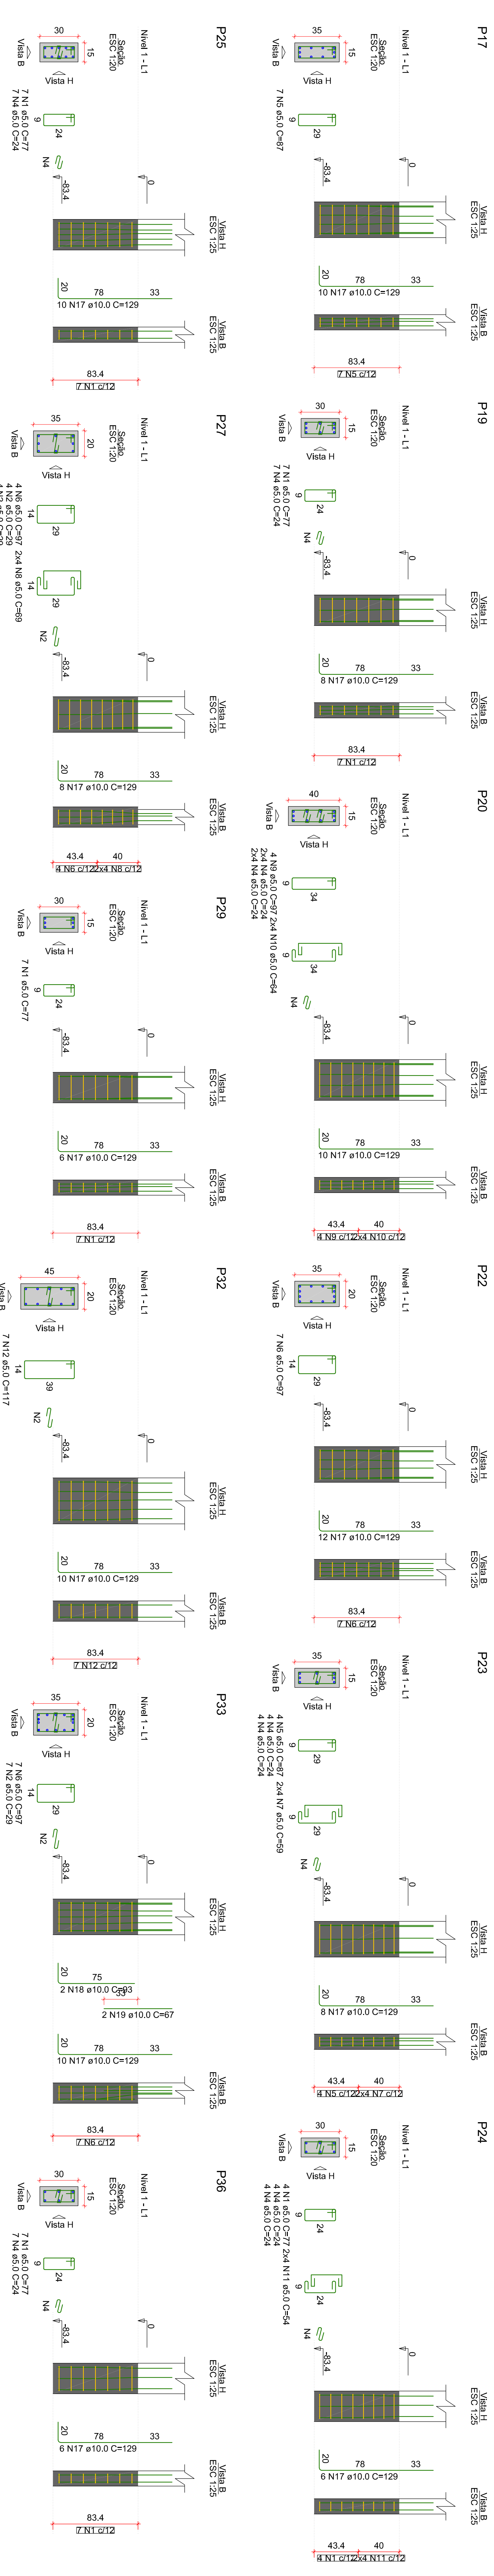 P17
Nível 1 - L1
Seção
ESC 1:20
35
15
Vista B
Vista H
29
9
7 N5 ø5.0 C=87
0
-83.4
Vista H
ESC 1:25
20
78
33
10 N17 ø10.0 C=129
Vista B
ESC 1:25
83.4
7 N5 c/12
P19
Nível 1 - L1
Seção
ESC 1:20
30
15
Vista B
Vista H
24
9
N4
7 N1 ø5.0 C=77
7 N4 ø5.0 C=24
0
-83.4
Vista H
ESC 1:25
20
78
33
8 N17 ø10.0 C=129
Vista B
ESC 1:25
83.4
7 N1 c/12
P20
Nível 1 - L1
Seção
ESC 1:20
40
15
Vista B
Vista H
34
9
34
9
N4
4 N9 ø5.0 C=97 2x4 N10 ø5.0 C=64
2x4 N4 ø5.0 C=24
2x4 N4 ø5.0 C=24
0
-83.4
Vista H
ESC 1:25
20
78
33
10 N17 ø10.0 C=129
Vista B
ESC 1:25
43.4
40
4 N9 c/12
2x4 N10 c/12
P22
Nível 1 - L1
Seção
ESC 1:20
35
20
Vista B
Vista H
29
14
7 N6 ø5.0 C=97
0
-83.4
Vista H
ESC 1:25
20
78
33
12 N17 ø10.0 C=129
Vista B
ESC 1:25
83.4
7 N6 c/12
P23
Nível 1 - L1
Seção
ESC 1:20
35
15
Vista B
Vista H
29
9
29
9
N4
4 N5 ø5.0 C=87 2x4 N7 ø5.0 C=59
4 N4 ø5.0 C=24
4 N4 ø5.0 C=24
0
-83.4
Vista H
ESC 1:25
20
78
33
8 N17 ø10.0 C=129
Vista B
ESC 1:25
43.4
40
4 N5 c/12
2x4 N7 c/12
P24
Nível 1 - L1
Seção
ESC 1:20
30
15
Vista B
Vista H
24
9
24
9
N4
4 N1 ø5.0 C=77 2x4 N11 ø5.0 C=54
4 N4 ø5.0 C=24
4 N4 ø5.0 C=24
0
-83.4
Vista H
ESC 1:25
20
78
33
6 N17 ø10.0 C=129
Vista B
ESC 1:25
43.4
40
4 N1 c/12
2x4 N11 c/12
P25
Nível 1 - L1
Seção
ESC 1:20
30
15
Vista B
Vista H
24
9
N4
7 N1 ø5.0 C=77
7 N4 ø5.0 C=24
0
-83.4
Vista H
ESC 1:25
20
78
33
10 N17 ø10.0 C=129
Vista B
ESC 1:25
83.4
7 N1 c/12
P27
Nível 1 - L1
Seção
ESC 1:20
35
20
Vista B
Vista H
29
14
29
14
N2
4 N6 ø5.0 C=97 2x4 N8 ø5.0 C=69
4 N2 ø5.0 C=29
4 N2 ø5.0 C=29
0
-83.4
Vista H
ESC 1:25
20
78
33
8 N17 ø10.0 C=129
Vista B
ESC 1:25
43.4
40
4 N6 c/12
2x4 N8 c/12
P29
Nível 1 - L1
Seção
ESC 1:20
30
15
Vista B
Vista H
24
9
7 N1 ø5.0 C=77
0
-83.4
Vista H
ESC 1:25
20
78
33
6 N17 ø10.0 C=129
Vista B
ESC 1:25
83.4
7 N1 c/12
P32
Nível 1 - L1
Seção
ESC 1:20
45
20
Vista B
Vista H
39
14
N2
7 N12 ø5.0 C=117
0
-83.4
Vista H
ESC 1:25
20
78
33
10 N17 ø10.0 C=129
Vista B
ESC 1:25
83.4
7 N12 c/12
P33
Nível 1 - L1
Seção
ESC 1:20
35
20
Vista B
Vista H
29
14
N2
7 N6 ø5.0 C=97
7 N2 ø5.0 C=29
0
-83.4
Vista H
ESC 1:25
20
75
2 N18 ø10.0 C=93
2 N19 ø10.0 C=67
20
78
33
10 N17 ø10.0 C=129
Vista B
ESC 1:25
83.4
7 N6 c/12
P36
Nível 1 - L1
Seção
ESC 1:20
30
15
Vista B
Vista H
24
9
N4
7 N1 ø5.0 C=77
7 N4 ø5.0 C=24
0
-83.4
Vista H
ESC 1:25
20
78
33
6 N17 ø10.0 C=129
Vista B
ESC 1:25
83.4
7 N1 c/12